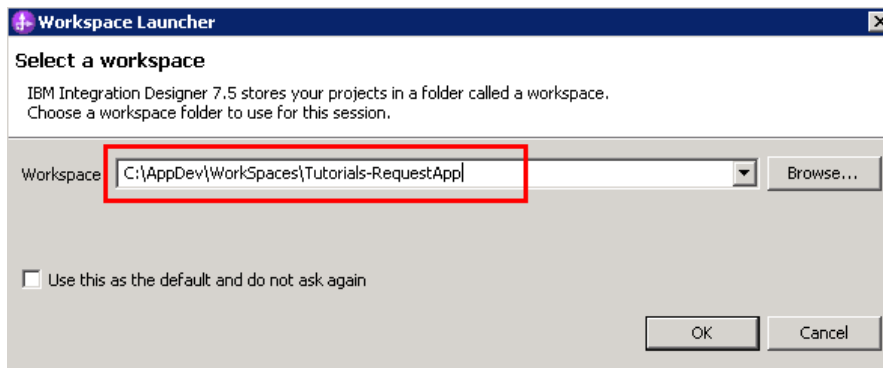 Workspace Launcher
Select a workspace
IBM Integration Designer 7.5 stores your projects in a folder called a workspace.
Choose a workspace folder to use for this session.
Workspace C:\AppDev\WorkSpaces\Tutorials-RequestApp Browse...
Use this as the default and do not ask again
OK Cancel